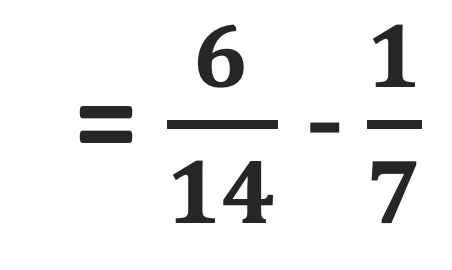 = 6/14 - 1/7